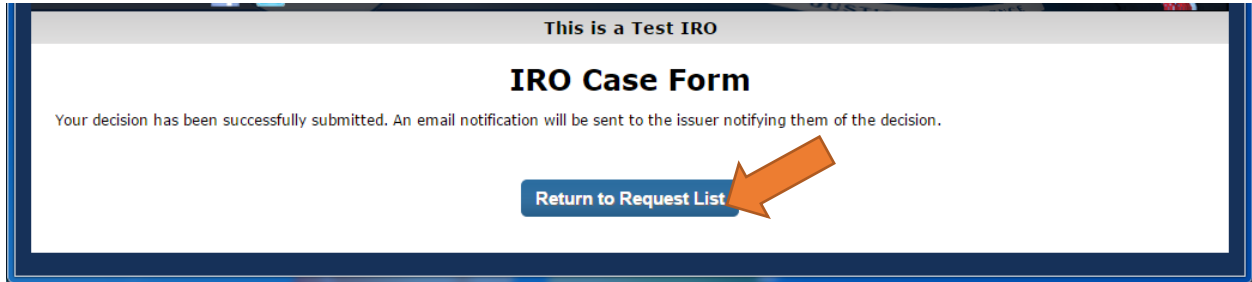 This is a Test IRO
IRO Case Form
Your decision has been successfully submitted. An email notification will be sent to the issuer notifying them of the decision.
Return to Request List